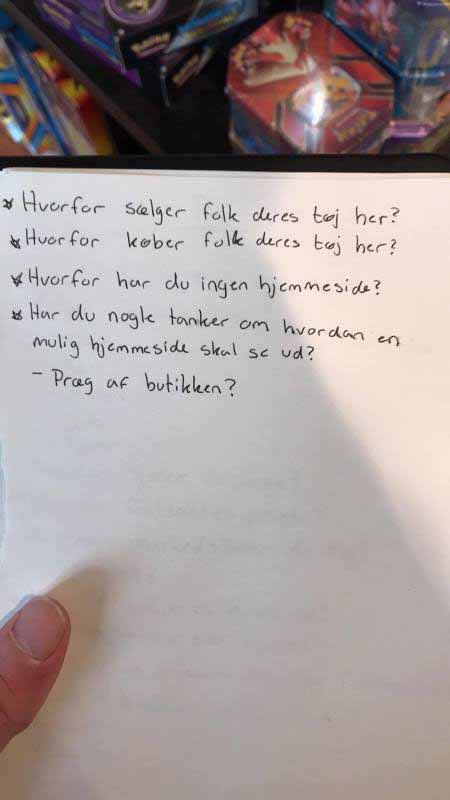 * Hvorfor sælger folk deres tøj her?
* Hvorfor køber folk deres tøj her?
* Hvorfor har du ingen hjemmeside?
* Har du nogle tanker om hvordan en
mulig hjemmeside skal se ud?
- Præg af butikken?